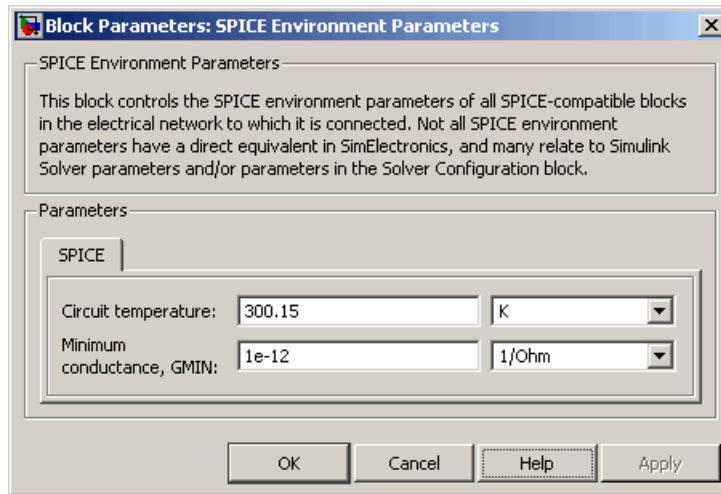 Block Parameters: SPICE Environment Parameters
SPICE Environment Parameters
This block controls the SPICE environment parameters of all SPICE-compatible blocks
in the electrical network to which it is connected. Not all SPICE environment
parameters have a direct equivalent in SimElectronics, and many relate to Simulink
Solver parameters and/or parameters in the Solver Configuration block.
Parameters
SPICE
Circuit temperature: 300.15 K
Minimum
conductance, GMIN: 1e-12 1/Ohm
OK Cancel Help Apply